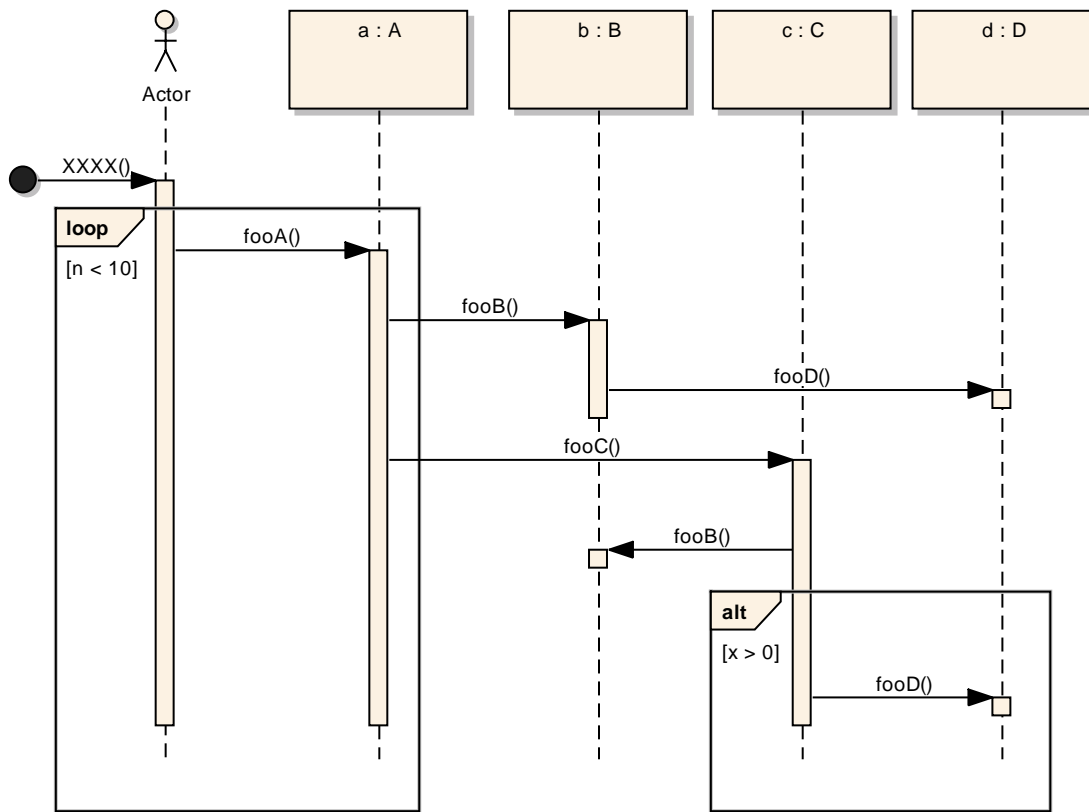 a : A
b : B
c : C
d : D
Actor
XXXX()
loop
fooA()
[n < 10]
fooB()
fooD()
fooC()
fooB()
alt
[x > 0]
fooD()